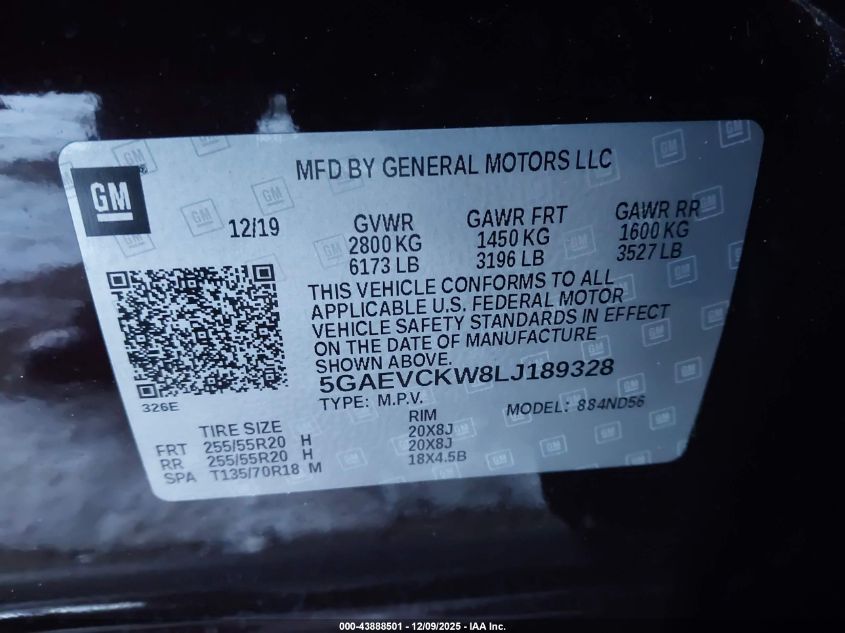 MFD BY GENERAL MOTORS LLC
GM
12/19
GVWR GAWR FRT GAWR RR
2800 KG 1450 KG 1600 KG
6173 LB 3196 LB 3527 LB
THIS VEHICLE CONFORMS TO ALL
APPLICABLE U.S. FEDERAL MOTOR
VEHICLE SAFETY STANDARDS IN EFFECT
ON THE DATE OF MANUFACTURE
SHOWN ABOVE.
5GAEVCKW8LJ189328
326E
TYPE: M.P.V. MODEL: 884ND56
TIRE SIZE RIM
FRT 255/55R20 H 20X8J
RR 255/55R20 H 20X8J
SPA T135/70R18 M 18X4.5B
000-43888501 - 12/09/2025 - IAA Inc.